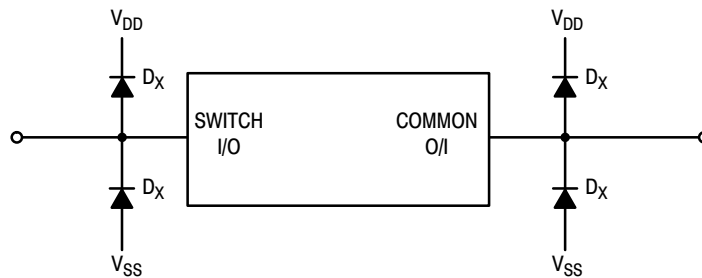 VDD VDD
DX DX
SWITCH COMMON
I/O O/I
DX DX
VSS VSS